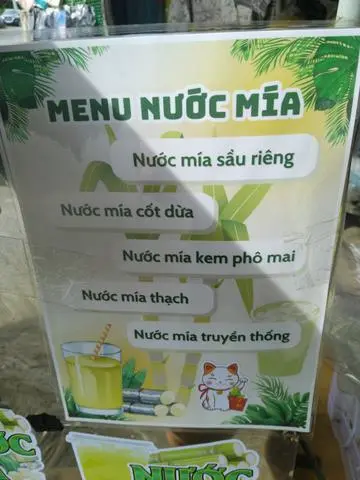 MENU NƯỚC MÍA
Nước mía sầu riêng
Nước mía cốt dừa
Nước mía kem phô mai
Nước mía thạch
Nước mía truyền thống
NƯỚC